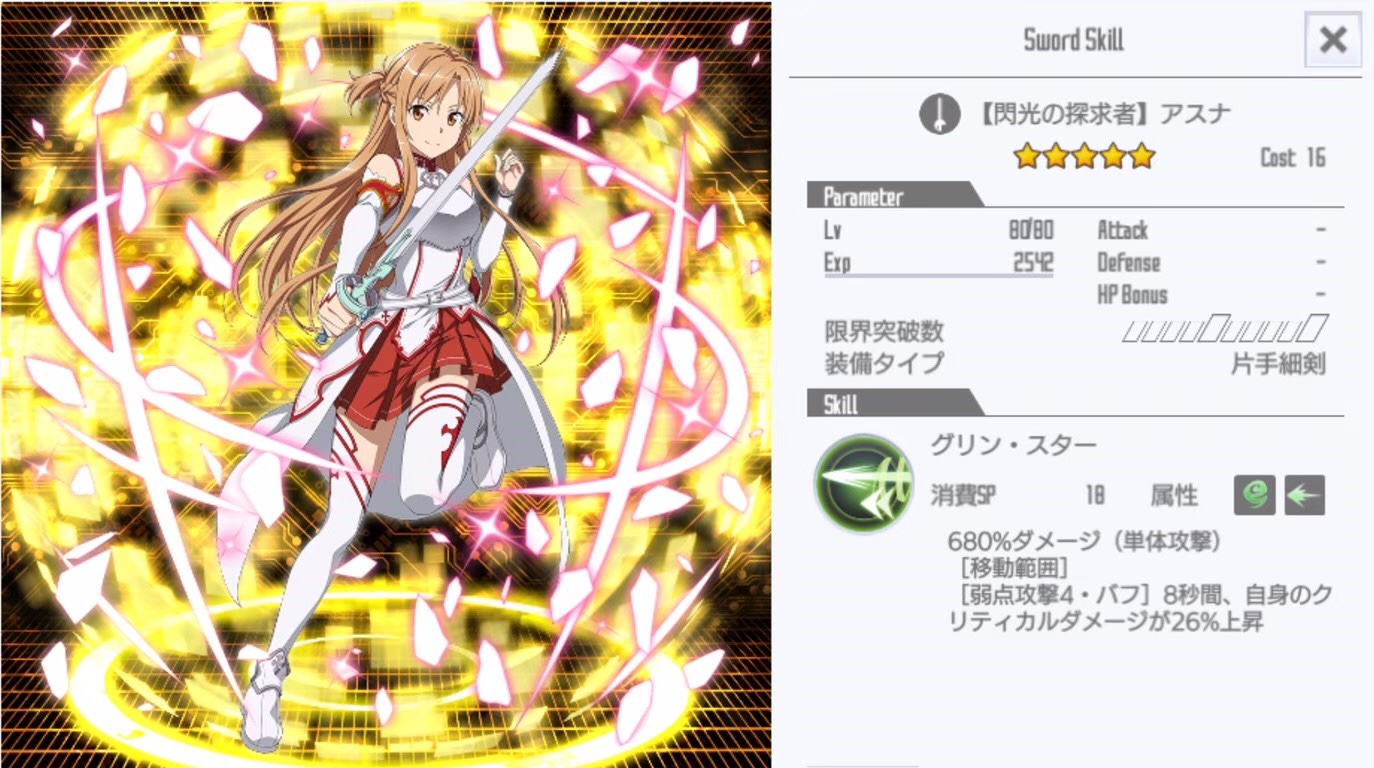 Sword Skill
【閃光の探求者】アスナ
Cost 16
Parameter
Lv 80/80 Attack -
Exp 2542 Defense -
HP Bonus -
限界突破数
装備タイプ 片手細剣
Skill
グリン・スター
消費SP 18 属性
680%ダメージ（単体攻撃）
［移動範囲］
［弱点攻撃4・バフ］8秒間、自身のク
リティカルダメージが26%上昇